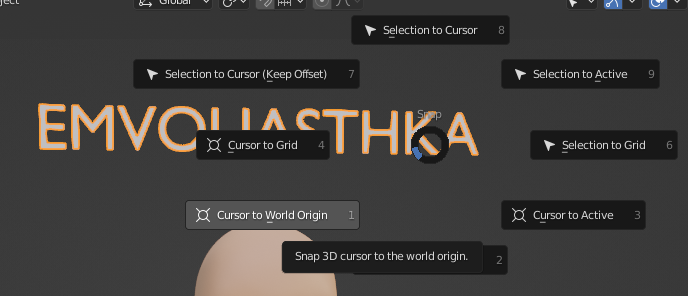 Global
Selection to Cursor 8
Selection to Cursor (Keep Offset) 7
Selection to Active 9
Snap
Cursor to Grid 4
Selection to Grid 6
Cursor to World Origin 1
Cursor to Active 3
Snap 3D cursor to the world origin.
2